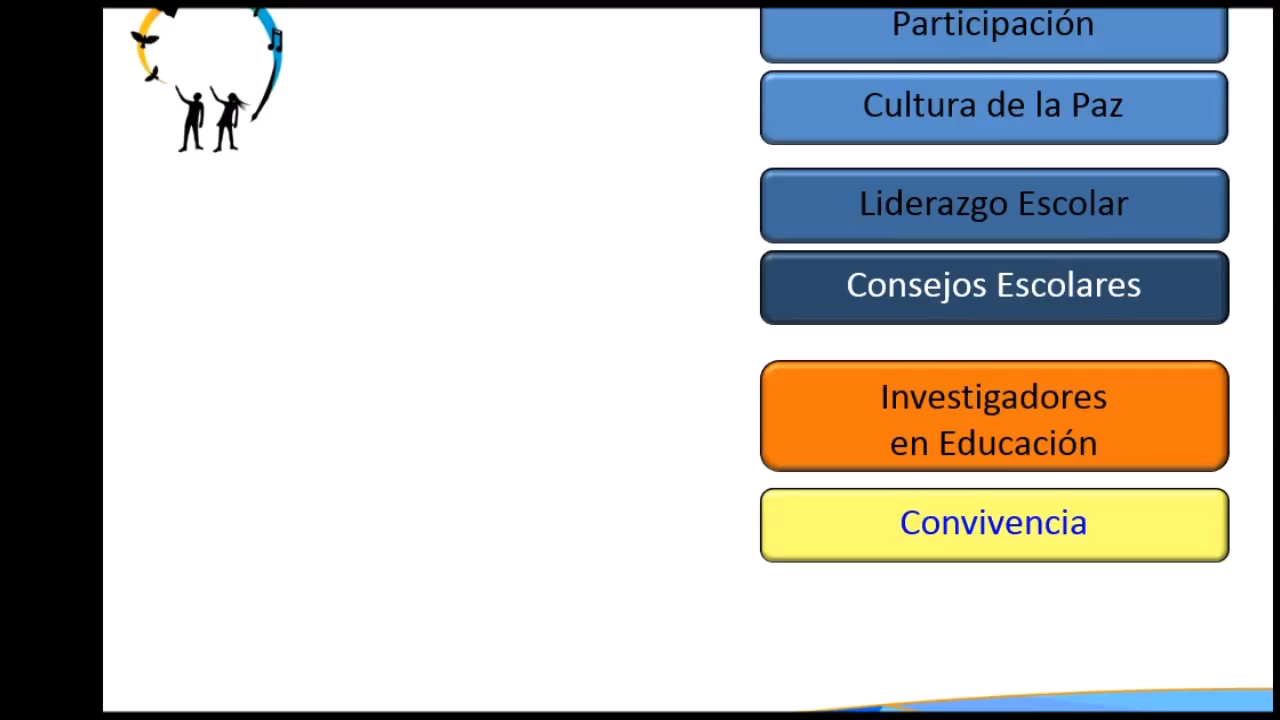 Participación
Cultura de la Paz
Liderazgo Escolar
Consejos Escolares
Investigadores
en Educación
Convivencia